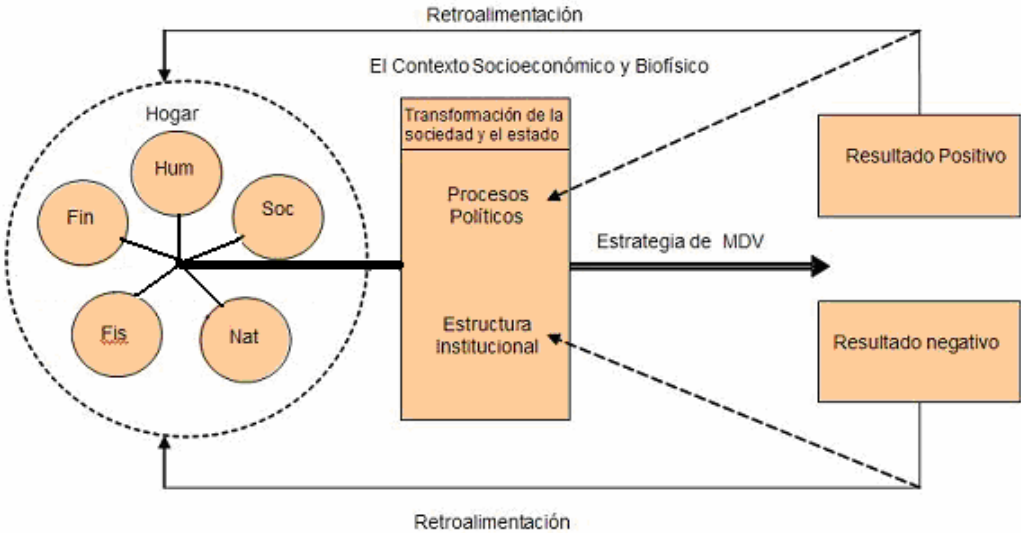 Retroalimentación
El Contexto Socioeconómico y Biofísico
Hogar
Hum
Fin
Soc
Fis
Nat
Transformación de la
sociedad y el estado
Procesos
Políticos
Estructura
Institucional
Estrategia de MDV
Resultado Positivo
Resultado negativo
Retroalimentación